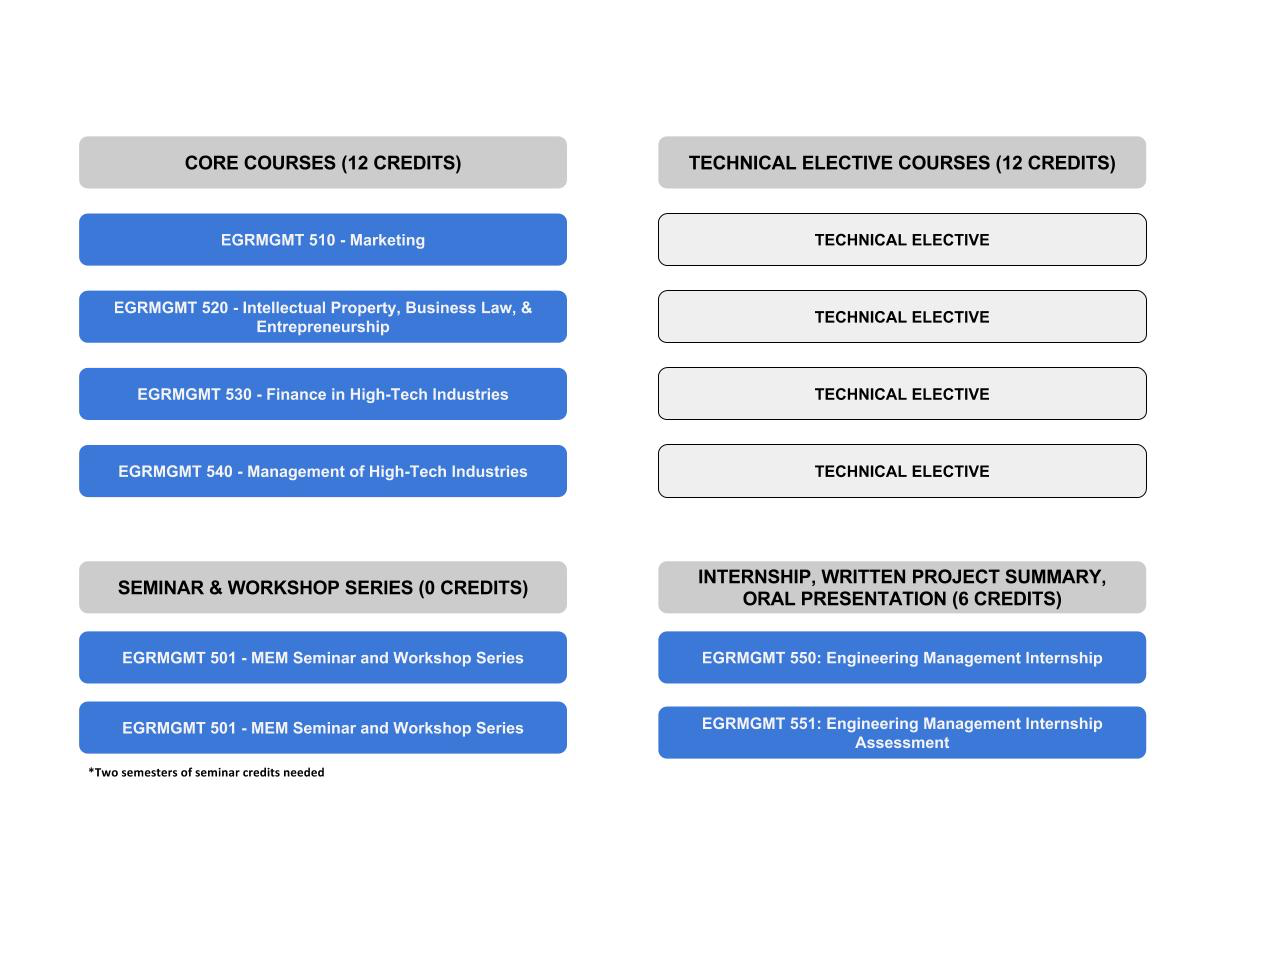 CORE COURSES (12 CREDITS)
EGRMGMT 510 - Marketing
EGRMGMT 520 - Intellectual Property, Business Law, &
Entrepreneurship
EGRMGMT 530 - Finance in High-Tech Industries
EGRMGMT 540 - Management of High-Tech Industries
TECHNICAL ELECTIVE COURSES (12 CREDITS)
TECHNICAL ELECTIVE
TECHNICAL ELECTIVE
TECHNICAL ELECTIVE
TECHNICAL ELECTIVE
SEMINAR & WORKSHOP SERIES (0 CREDITS)
EGRMGMT 501 - MEM Seminar and Workshop Series
EGRMGMT 501 - MEM Seminar and Workshop Series
*Two semesters of seminar credits needed
INTERNSHIP, WRITTEN PROJECT SUMMARY,
ORAL PRESENTATION (6 CREDITS)
EGRMGMT 550: Engineering Management Internship
EGRMGMT 551: Engineering Management Internship
Assessment